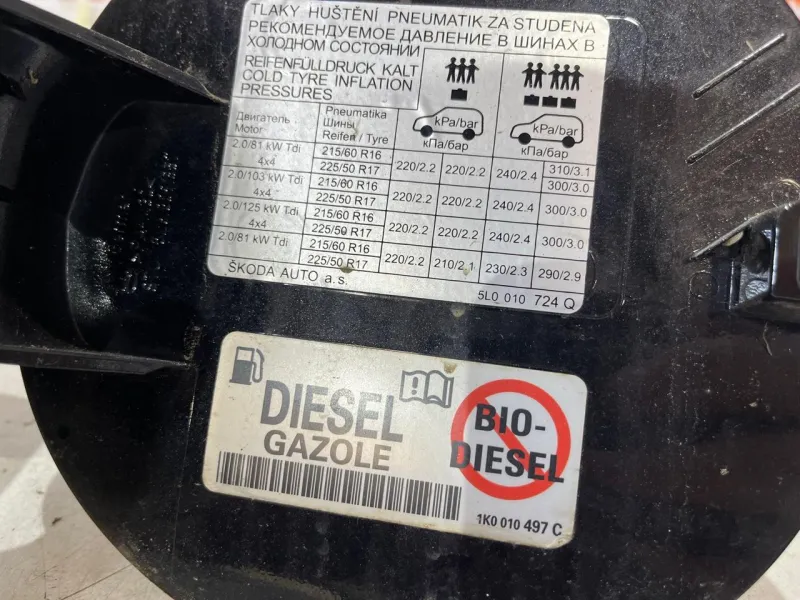 TLAKY HUŠTĚNÍ PNEUMATIK ZA STUDENA
РЕКОМЕНДУЕМОЕ ДАВЛЕНИЕ В ШИНАХ В
ХОЛОДНОМ СОСТОЯНИИ
REIFENFÜLLDRUCK KALT
COLD TYRE INFLATION
PRESSURES
kPa/bar kPa/bar
кПа/бар кПа/бар
Двигатель
Motor
Pneumatika
Шины
Reifen / Tyre
2.0/81 kW Tdi
4x4
215/60 R16
225/50 R17
220/2.2 220/2.2 240/2.4
310/3.1
300/3.0
2.0/103 kW Tdi
4x4
215/60 R16
225/50 R17
220/2.2 220/2.2 240/2.4 300/3.0
2.0/125 kW Tdi
4x4
215/60 R16
225/50 R17
220/2.2 220/2.2 240/2.4 300/3.0
2.0/81 kW Tdi
215/60 R16
225/50 R17
220/2.2 210/2.1 230/2.3 290/2.9
ŠKODA AUTO a.s.
5L0 010 724 Q
DIESEL
GAZOLE
BIO-
DIESEL
1K0 010 497 C